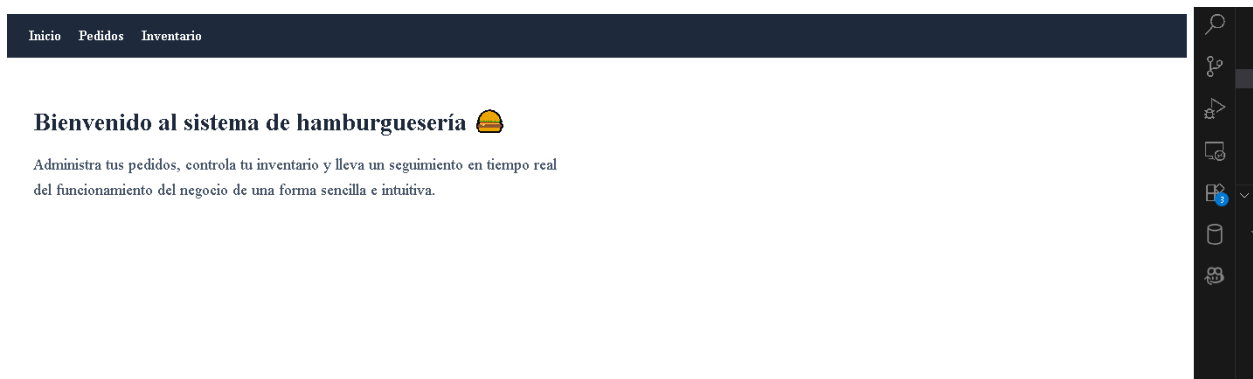 Inicio Pedidos Inventario
Bienvenido al sistema de hamburguesería 🍔
Administra tus pedidos, controla tu inventario y lleva un seguimiento en tiempo real
del funcionamiento del negocio de una forma sencilla e intuitiva.
3